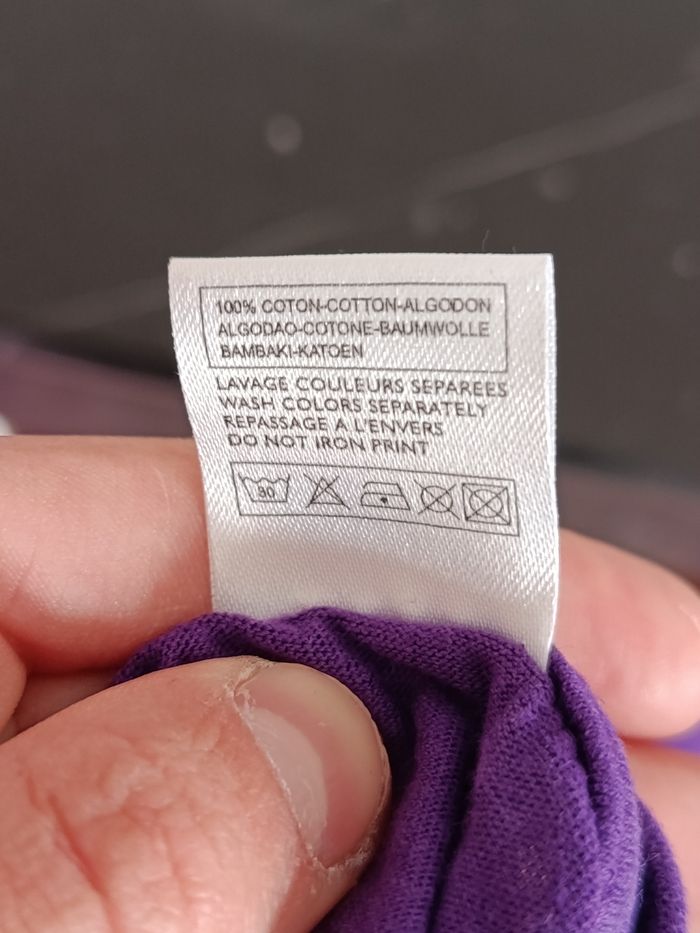 100% COTON-COTTON-ALGODON
ALGODAO-COTONE-BAUMWOLLE
BAMBAKI-KATOEN
LAVAGE COULEURS SEPAREES
WASH COLORS SEPARATELY
REPASSAGE A L'ENVERS
DO NOT IRON PRINT
30